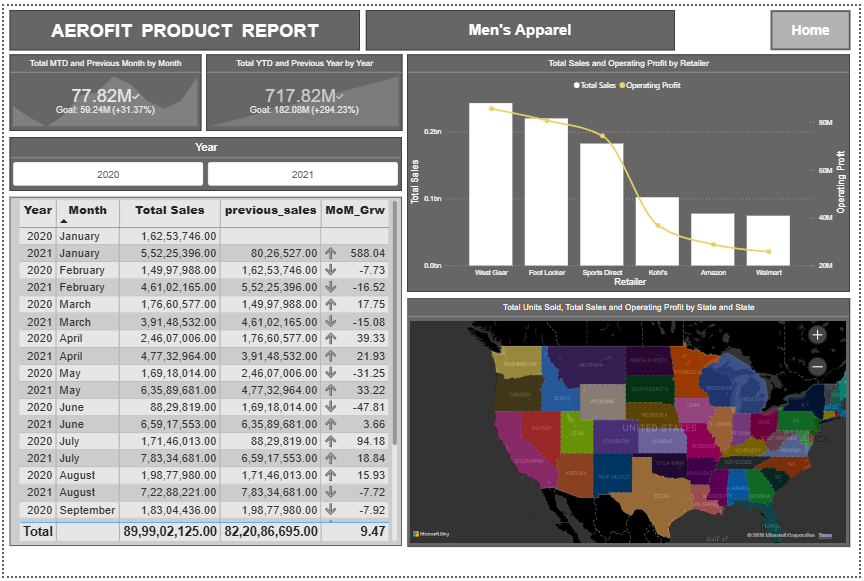 AEROFIT PRODUCT REPORT
Men's Apparel
Home
Total MTD and Previous Month by Month
77.82M
Goal: 59.24M (+31.37%)
Total YTD and Previous Year by Year
717.82M
Goal: 182.08M (+294.23%)
Year
2020
2021
Year Month Total Sales previous_sales MoM_Grw
2020 January 1,62,53,746.00
2021 January 5,52,25,396.00 80,26,527.00 588.04
2020 February 1,49,97,988.00 1,62,53,746.00 -7.73
2021 February 4,61,02,165.00 5,52,25,396.00 -16.52
2020 March 1,76,60,577.00 1,49,97,988.00 17.75
2021 March 3,91,48,532.00 4,61,02,165.00 -15.08
2020 April 2,46,07,006.00 1,76,60,577.00 39.33
2021 April 4,77,32,964.00 3,91,48,532.00 21.93
2020 May 1,69,18,014.00 2,46,07,006.00 -31.25
2021 May 6,35,89,681.00 4,77,32,964.00 33.22
2020 June 88,29,819.00 1,69,18,014.00 -47.81
2021 June 6,59,17,553.00 6,35,89,681.00 3.66
2020 July 1,71,46,013.00 88,29,819.00 94.18
2021 July 7,83,34,681.00 6,59,17,553.00 18.84
2020 August 1,98,77,980.00 1,71,46,013.00 15.93
2021 August 7,22,88,221.00 7,83,34,681.00 -7.72
2020 September 1,83,04,436.00 1,98,77,980.00 -7.92
Total 89,99,02,125.00 82,20,86,695.00 9.47
Total Sales and Operating Profit by Retailer
Total Sales Operating Profit
Total Sales
0.2bn
0.1bn
0.0bn
80M
60M
40M
20M
Operating Profit
West Gear Foot Locker Sports Direct Kohl's Amazon Walmart
Retailer
Total Units Sold, Total Sales and Operating Profit by State and State
+
−
WASHINGTON
MONTANA
NORTH DAKOTA
MINNESOTA
OREGON
IDAHO
WYOMING
SOUTH DAKOTA
WISCONSIN
MICHIGAN
N.Y.
IOWA
NEBRASKA
PA
NEVADA
UTAH
COLORADO
UNITED STATES
KANSAS
WEST VIRGINIA
VIRGINIA
KENTUCKY
CALIFORNIA
ARIZONA
NEW MEXICO
OKLAHOMA
TENNESSEE
NC
TEXAS
MISSISSIPPI
GEORGIA
FLORIDA
Gulf of
Microsoft Bing
Terms